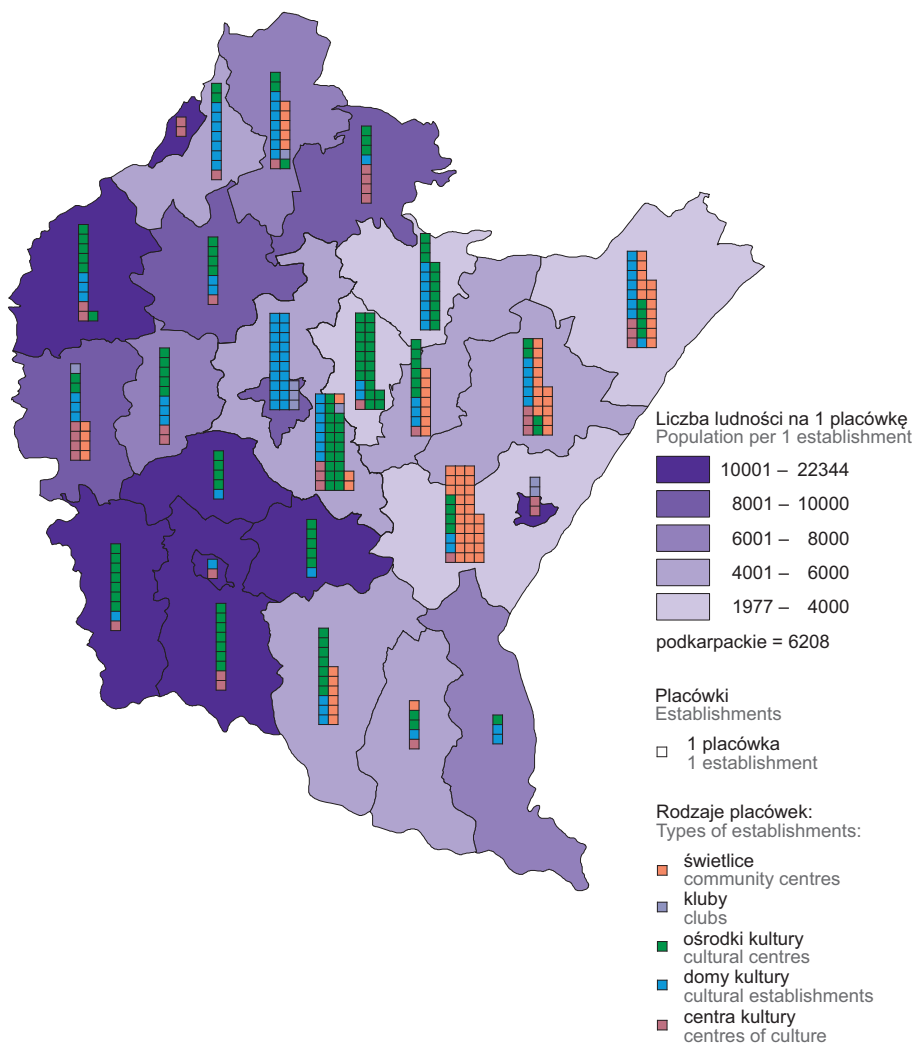 Liczba ludności na 1 placówkę
Population per 1 establishment
10001 – 22344
8001 – 10000
6001 – 8000
4001 – 6000
1977 – 4000
podkarpackie = 6208
Placówki
Establishments
1 placówka
1 establishment
Rodzaje placówek:
Types of establishments:
świetlice
community centres
kluby
clubs
ośrodki kultury
cultural centres
domy kultury
cultural establishments
centra kultury
centres of culture